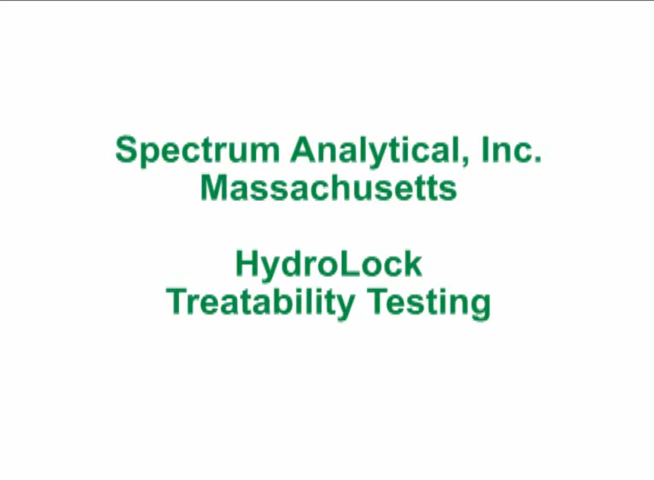 Spectrum Analytical, Inc.
Massachusetts
HydroLock
Treatability Testing